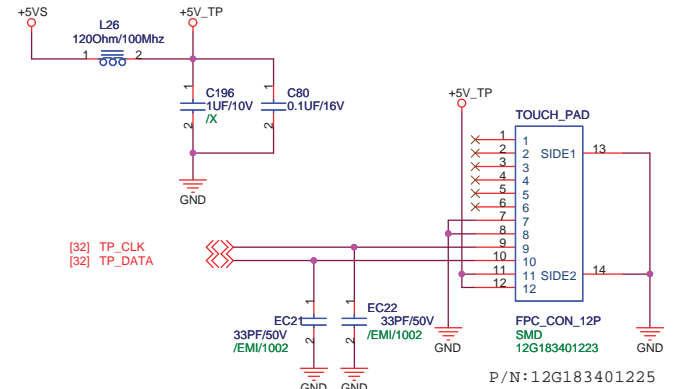 +5VS
+5V_TP
L26
120Ohm/100Mhz
1 2
1 1
C196 C80
1UF/10V 0.1UF/16V
/X
2 2
GND
+5V_TP
TOUCH_PAD
1 1
2 2 SIDE1 13
3 3
4 4
5 5
6 6
7 7
8 8
[32] TP_CLK 9 9
[32] TP_DATA 10 10
11 11 SIDE2 14
12 12
1 1
EC21 EC22
33PF/50V 33PF/50V
/EMI/1002 /EMI/1002
2 2
GND GND
GND
FPC_CON_12P
SMD
12G183401223
GND
P/N:12G183401225